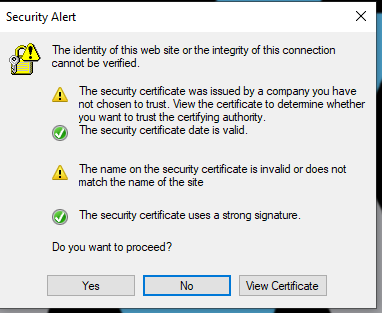 Security Alert
The identity of this web site or the integrity of this connection
cannot be verified.
The security certificate was issued by a company you have
not chosen to trust. View the certificate to determine whether
you want to trust the certifying authority.
The security certificate date is valid.
The name on the security certificate is invalid or does not
match the name of the site
The security certificate uses a strong signature.
Do you want to proceed?
Yes
No
View Certificate